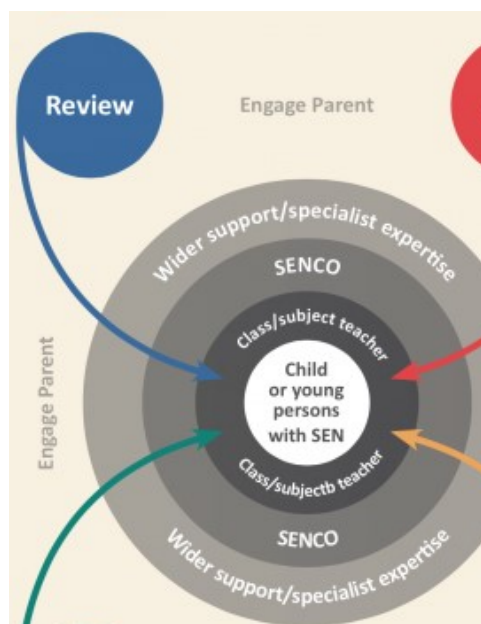 Review
Engage Parent
Wider support/specialist expertise
SENCO
Class/subject teacher
Child
or young
persons
with SEN
Engage Parent
Class/subjectb teacher
SENCO
Wider support/specialist expertise